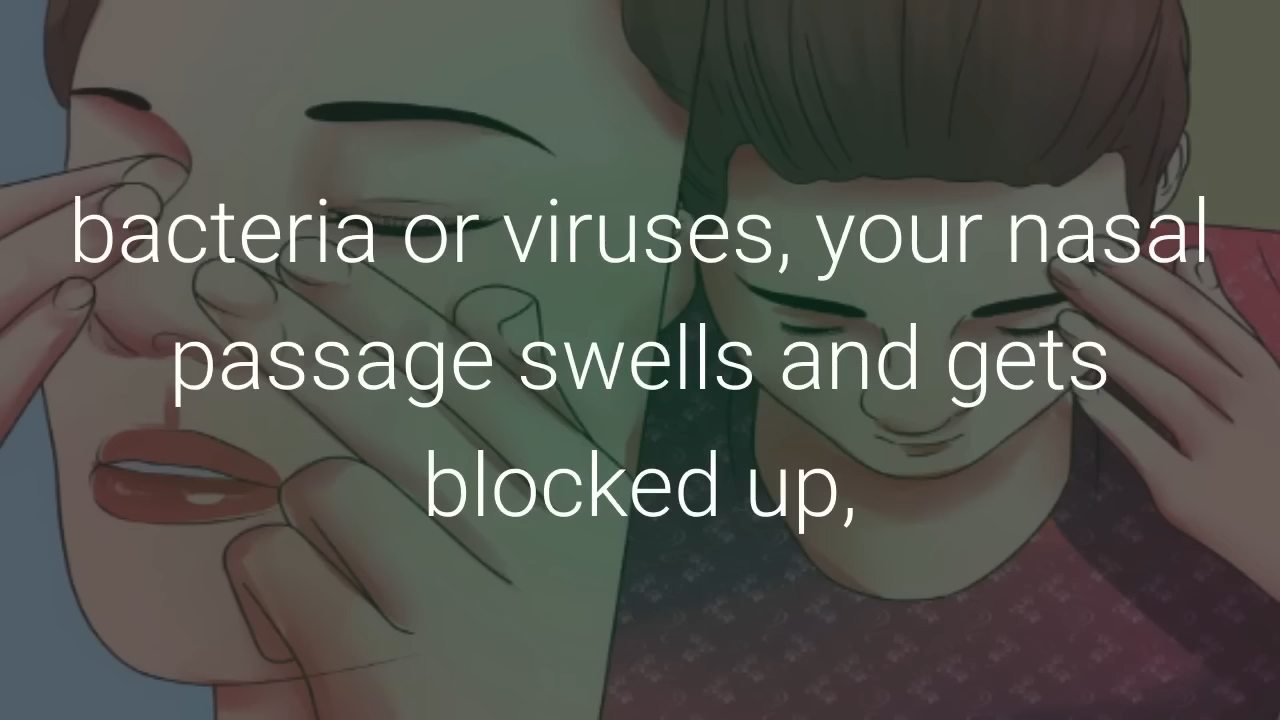 bacteria or viruses, your nasal
passage swells and gets
blocked up,